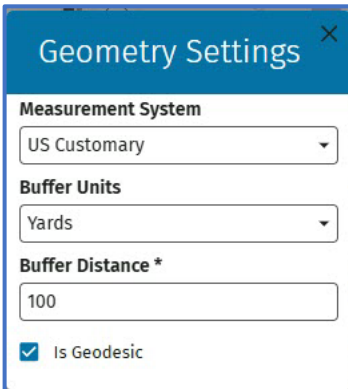 Geometry Settings
Measurement System
US Customary
Buffer Units
Yards
Buffer Distance *
100
Is Geodesic